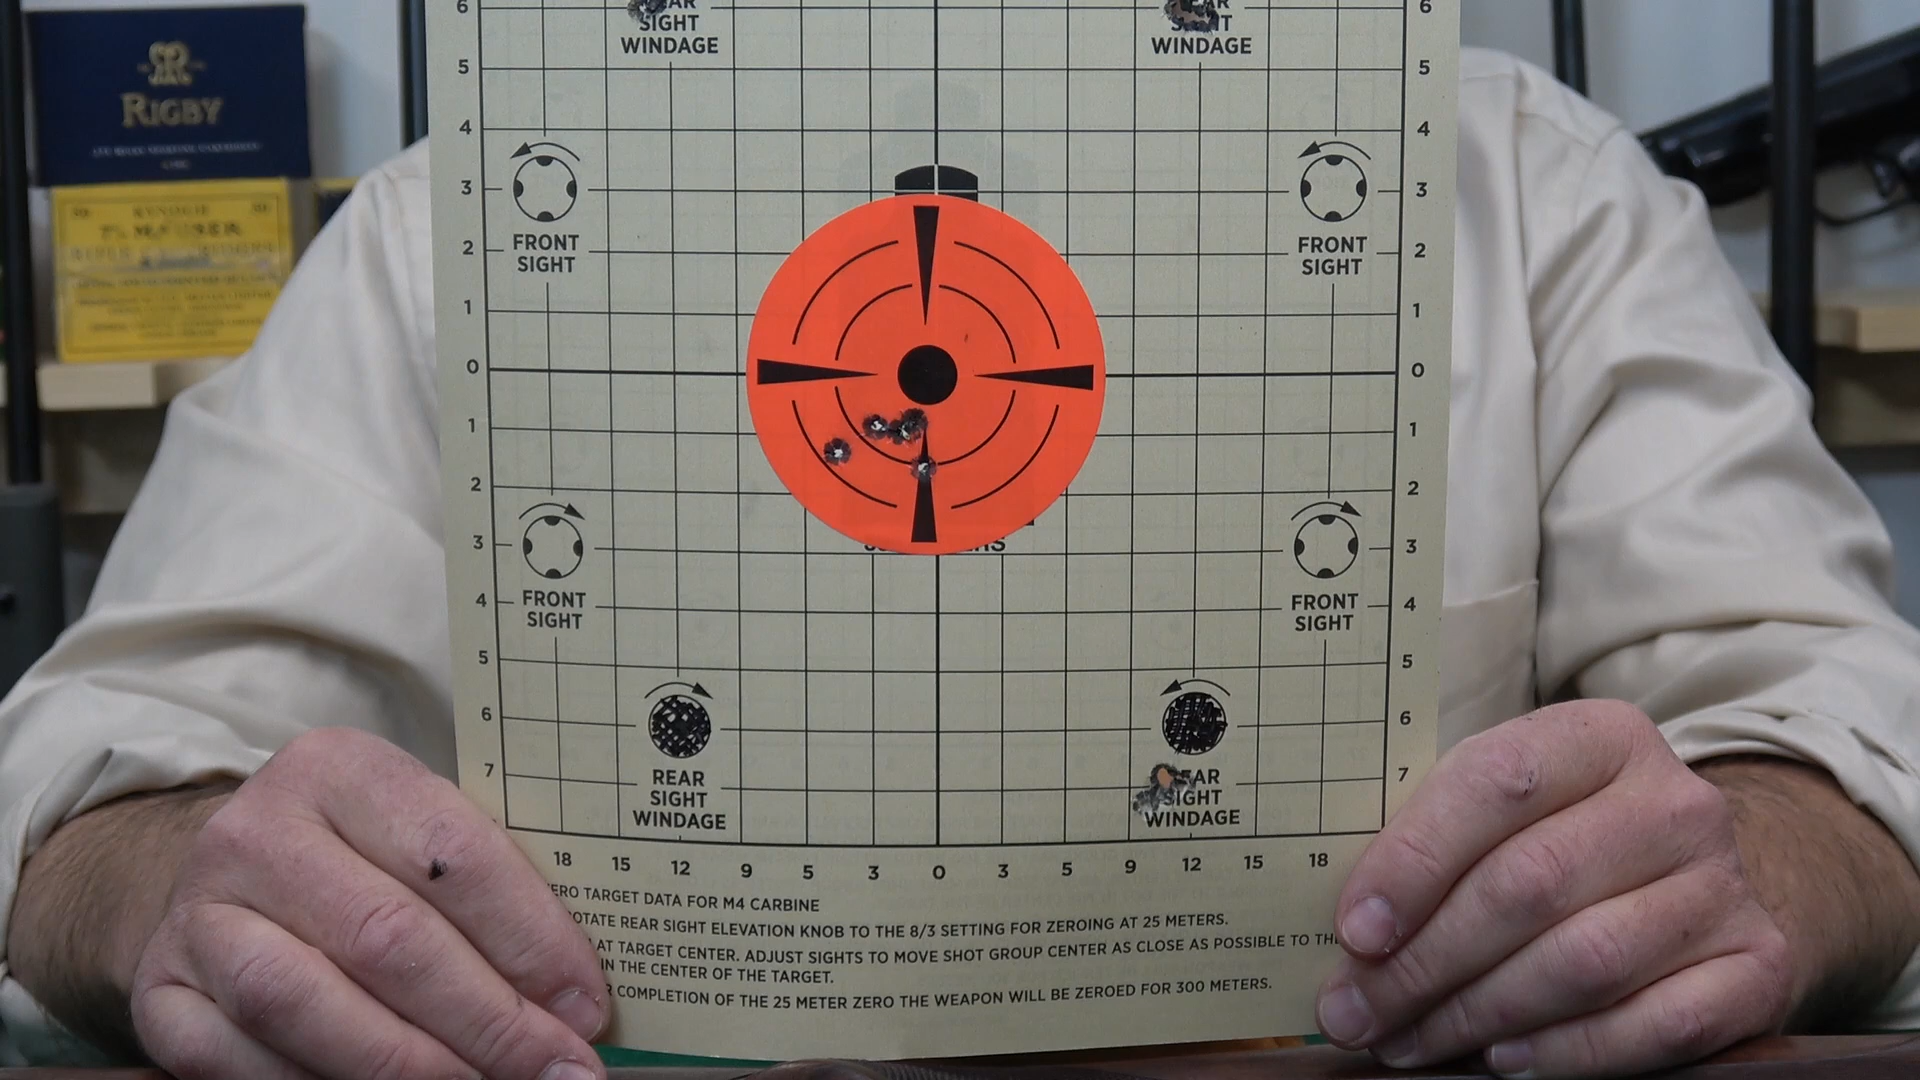 RIGBY
6
6
SIGHT
WINDAGE
WINDAGE
5
5
4
4
3
3
FRONT
SIGHT
FRONT
SIGHT
2
2
1
1
0
0
1
1
2
2
3
3
FRONT
SIGHT
FRONT
SIGHT
4
4
5
5
6
6
REAR
SIGHT
WINDAGE
SIGHT
WINDAGE
7
7
18 15 12 9 5 3 0 3 5 9 12 15 18
ERO TARGET DATA FOR M4 CARBINE
OTATE REAR SIGHT ELEVATION KNOB TO THE 8/3 SETTING FOR ZEROING AT 25 METERS.
AT TARGET CENTER. ADJUST SIGHTS TO MOVE SHOT GROUP CENTER AS CLOSE AS POSSIBLE TO THE
IN THE CENTER OF THE TARGET.
COMPLETION OF THE 25 METER ZERO THE WEAPON WILL BE ZEROED FOR 300 METERS.